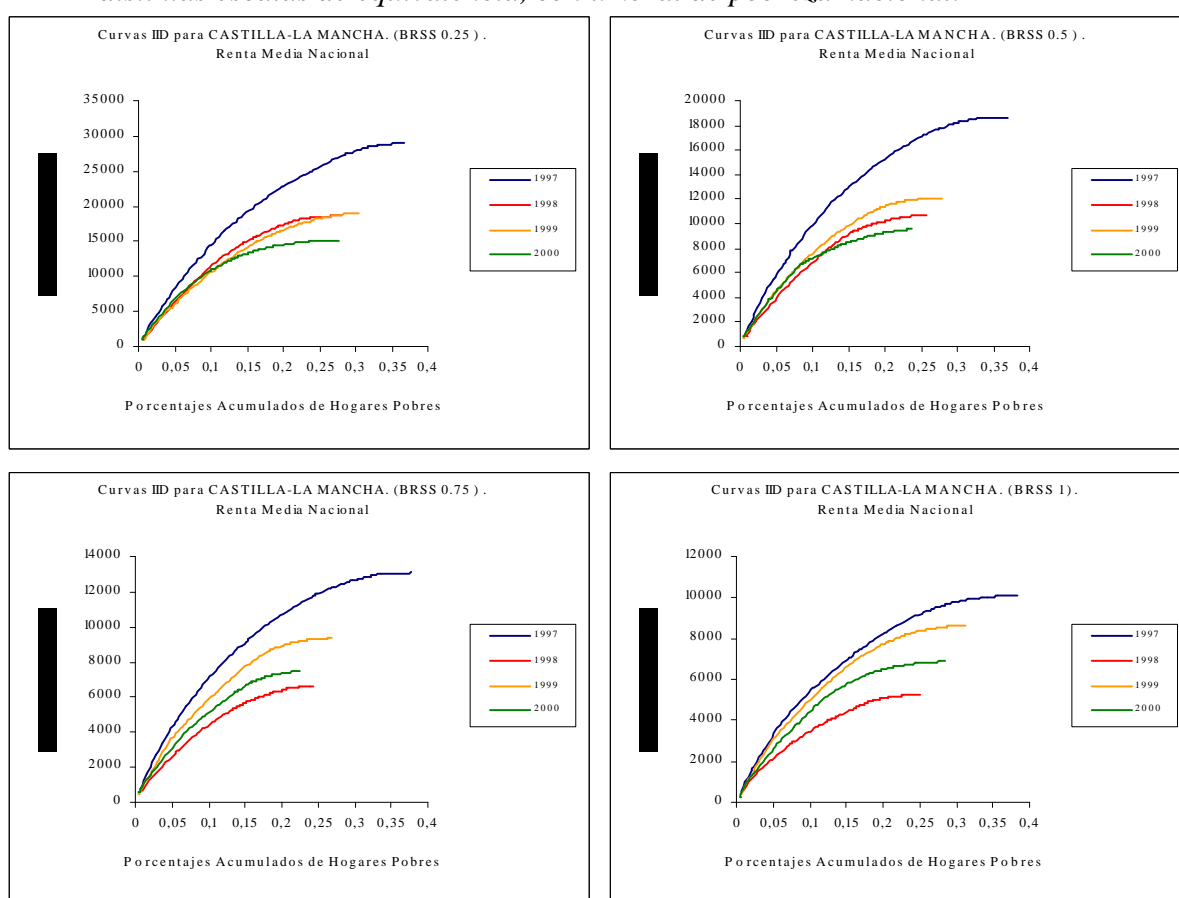 distintas escalas de equivalencia, con umbral de pobreza nacional.
Curvas IID para CASTILLA-LA MANCHA. (BRSS 0.25) .
Renta Media Nacional
35000
30000
25000
20000
15000
10000
5000
0
0 0,05 0,1 0,15 0,2 0,25 0,3 0,35 0,4
Porcentajes Acumulados de Hogares Pobres
1997
1998
1999
2000
Curvas IID para CASTILLA-LA MANCHA. (BRSS 0.5) .
Renta Media Nacional
20000
18000
16000
14000
12000
10000
8000
6000
4000
2000
0
0 0,05 0,1 0,15 0,2 0,25 0,3 0,35 0,4
Porcentajes Acumulados de Hogares Pobres
1997
1998
1999
2000
Curvas IID para CASTILLA-LA MANCHA. (BRSS 0.75) .
Renta Media Nacional
14000
12000
10000
8000
6000
4000
2000
0
0 0,05 0,1 0,15 0,2 0,25 0,3 0,35 0,4
Porcentajes Acumulados de Hogares Pobres
1997
1998
1999
2000
Curvas IID para CASTILLA-LA MANCHA. (BRSS 1).
Renta Media Nacional
12000
10000
8000
6000
4000
2000
0
0 0,05 0,1 0,15 0,2 0,25 0,3 0,35 0,4
Porcentajes Acumulados de Hogares Pobres
1997
1998
1999
2000